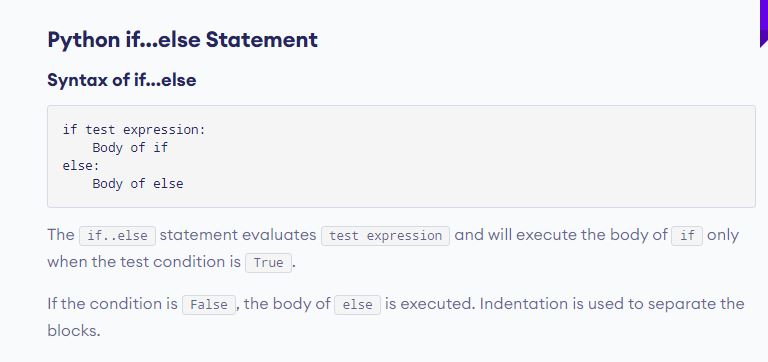 Python if...else Statement
Syntax of if...else
if test expression:
    Body of if
else:
    Body of else
The if..else statement evaluates test expression and will execute the body of if only
when the test condition is True.
If the condition is False, the body of else is executed. Indentation is used to separate the
blocks.